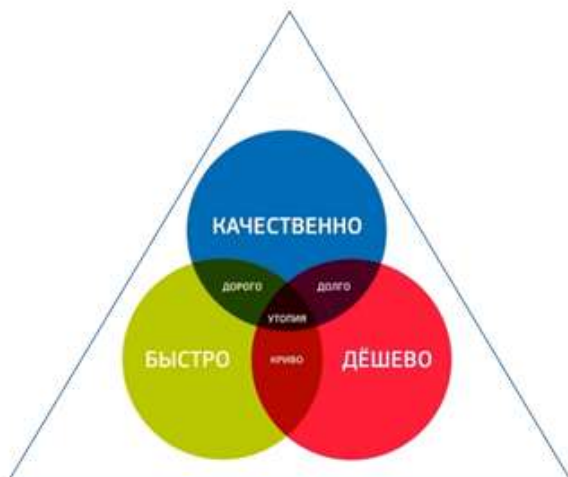 КАЧЕСТВЕННО
ДОРОГО
ДОЛГО
УТОПИЯ
БЫСТРО
КРИВО
ДЁШЕВО